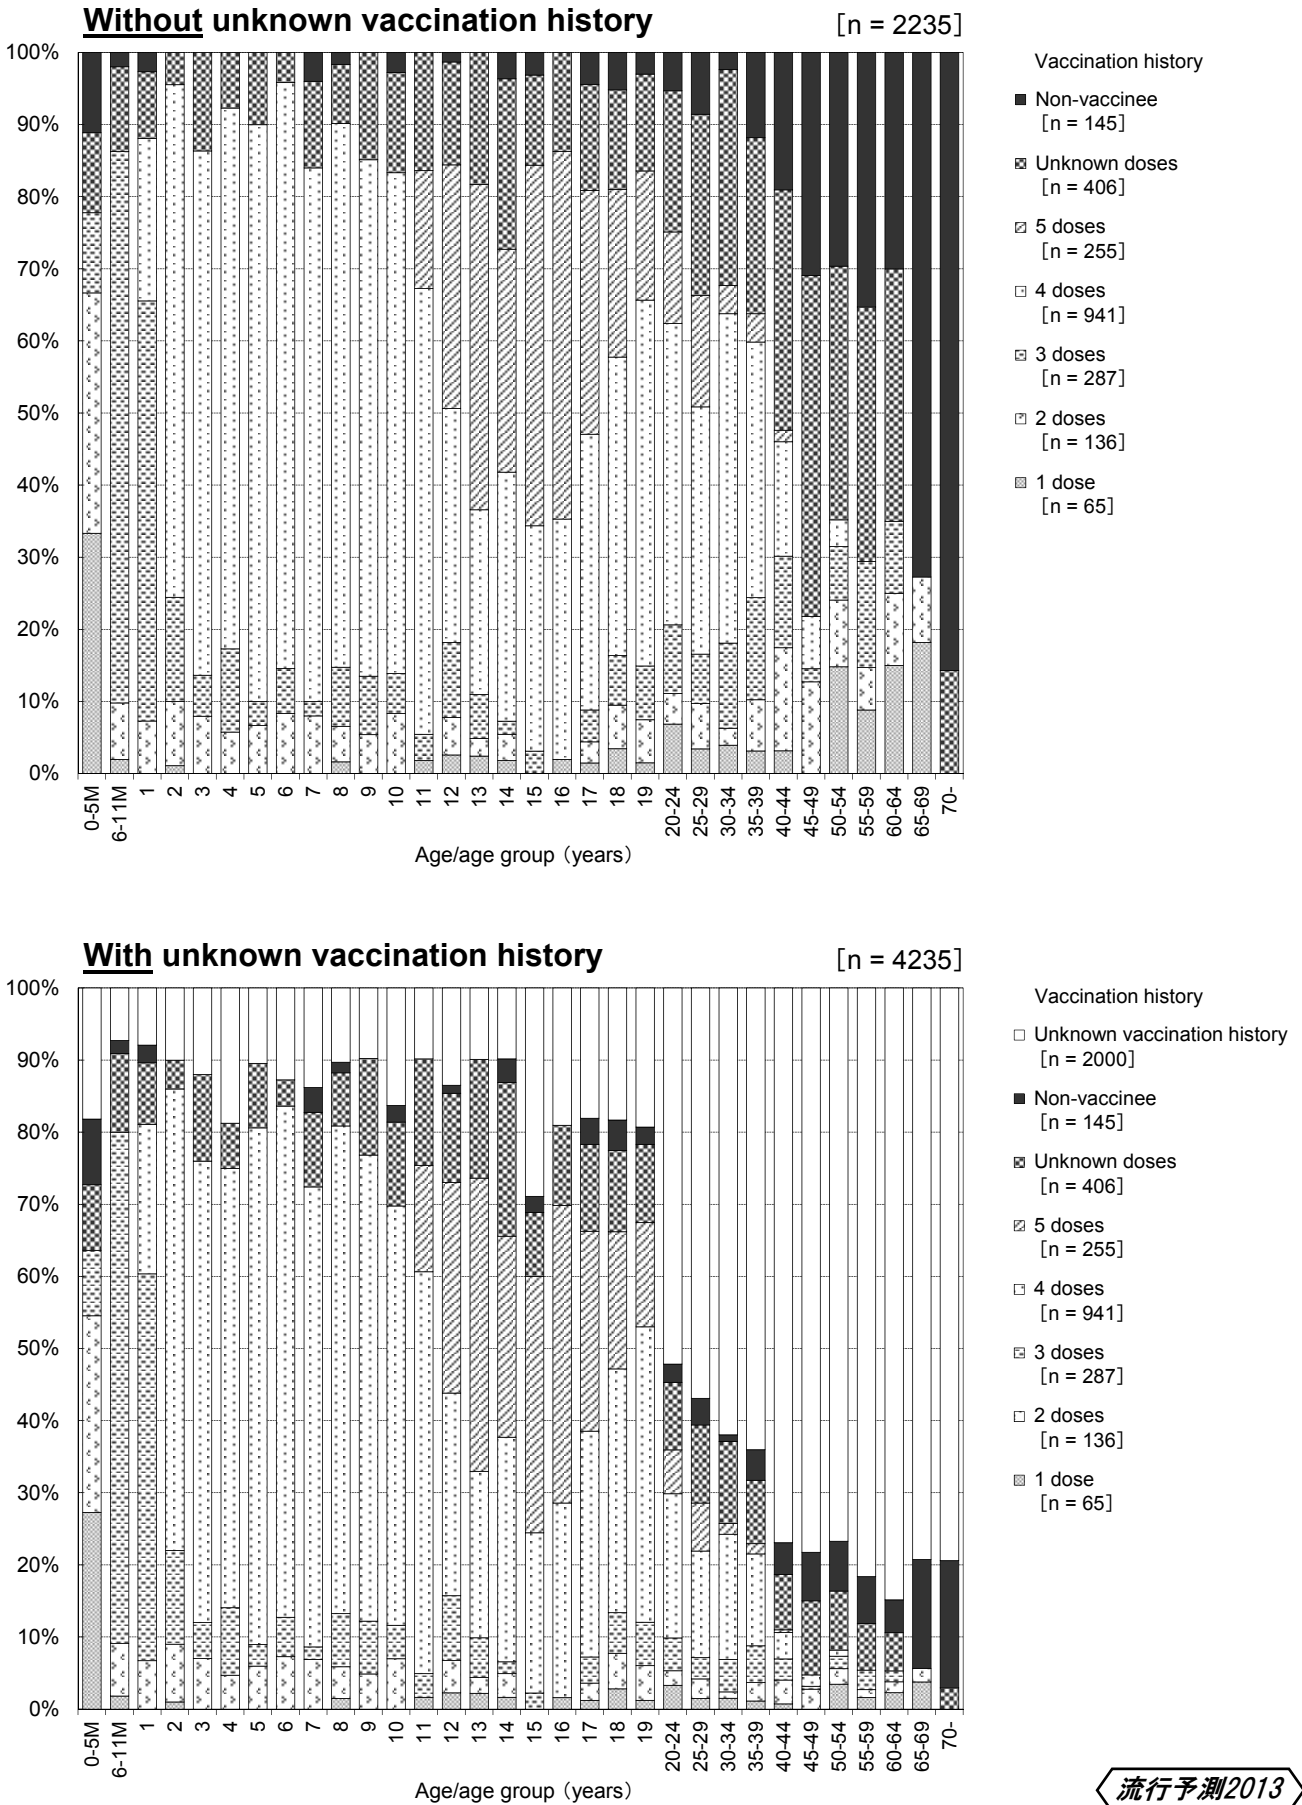 Without unknown vaccination history [n = 2235]
Vaccination history
Non-vaccinee
[n = 145]
Unknown doses
[n = 406]
5 doses
[n = 255]
4 doses
[n = 941]
3 doses
[n = 287]
2 doses
[n = 136]
1 dose
[n = 65]
100%
90%
80%
70%
60%
50%
40%
30%
20%
10%
0%
0-5M 6-11M 1 2 3 4 5 6 7 8 9 10 11 12 13 14 15 16 17 18 19 20-24 25-29 30-34 35-39 40-44 45-49 50-54 55-59 60-64 65-69 70-
Age/age group（years）
With unknown vaccination history [n = 4235]
Vaccination history
Unknown vaccination history
[n = 2000]
Non-vaccinee
[n = 145]
Unknown doses
[n = 406]
5 doses
[n = 255]
4 doses
[n = 941]
3 doses
[n = 287]
2 doses
[n = 136]
1 dose
[n = 65]
100%
90%
80%
70%
60%
50%
40%
30%
20%
10%
0%
0-5M 6-11M 1 2 3 4 5 6 7 8 9 10 11 12 13 14 15 16 17 18 19 20-24 25-29 30-34 35-39 40-44 45-49 50-54 55-59 60-64 65-69 70-
Age/age group（years）
流行予測2013